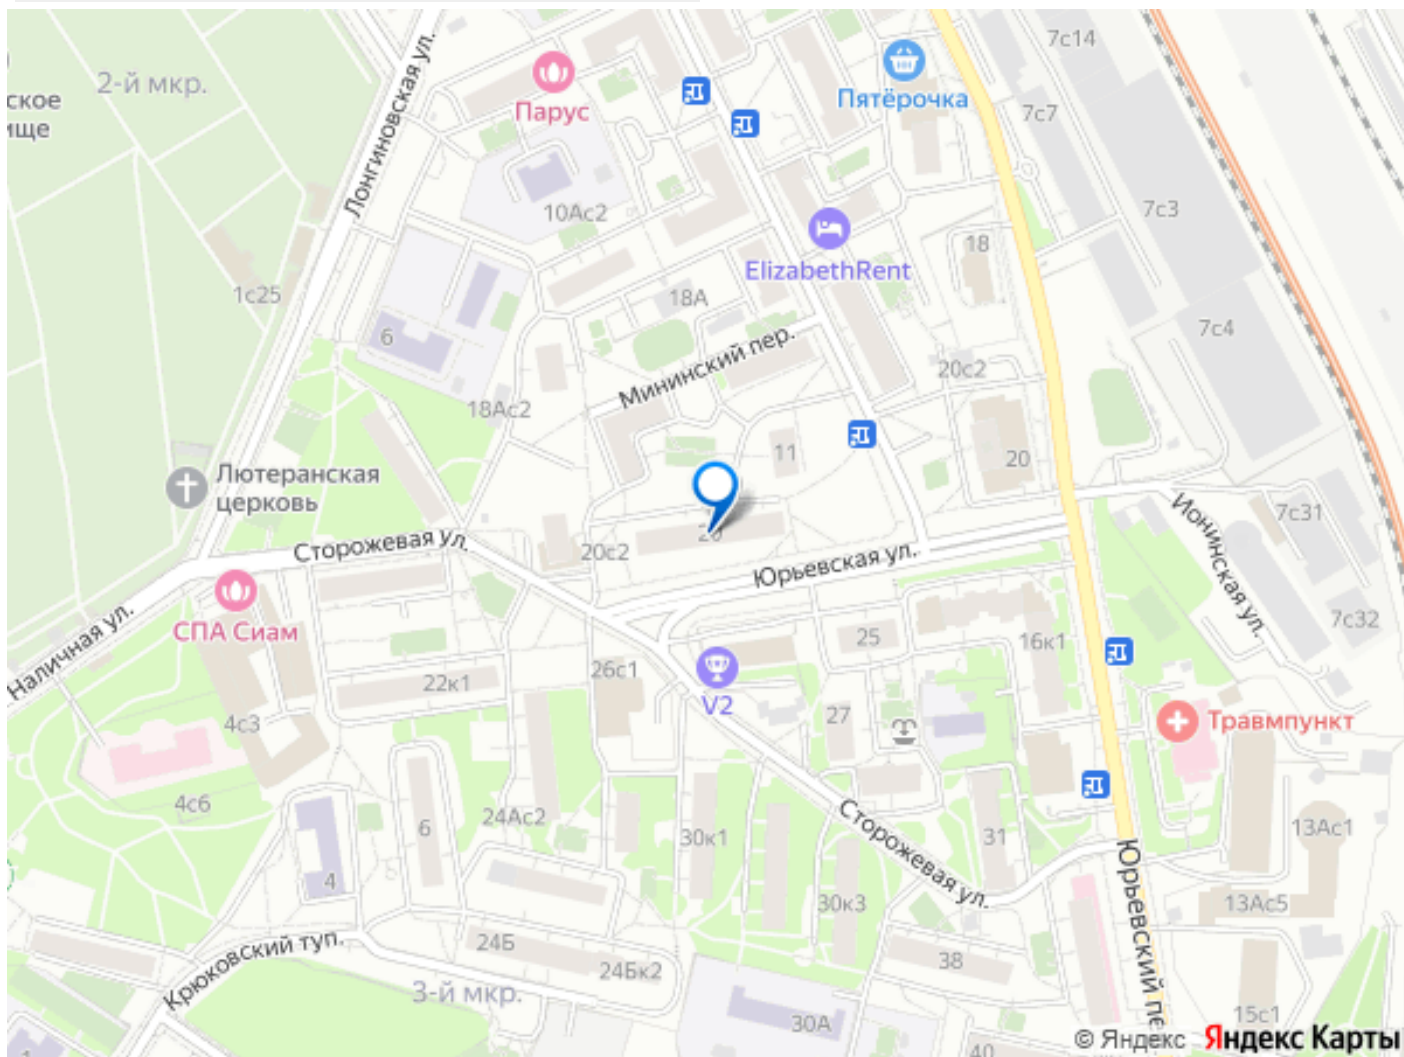 7с14
2-й мкр.
Парус
Пятёрочка
ское
ище
7с7
Лонгиновская ул.
10Ас2
7с3
18
ElizabethRent
1с25
18А
7с4
6
Мининский пер.
20с2
18Ас2
11
20
Лютеранская
церковь
7с31
Ионинская ул.
Сторожевая ул.
20с2
20
Юрьевская ул.
СПА Сиам
7с32
Наличная ул.
25
16к1
26с1
22к1
V2
27
4с3
Травмпункт
4с6
24Ас2
6
30к1
31
13Ас1
Сторожевая ул.
4
30к3
13Ас5
Юрьевский пе
24Б
24Бк2
38
Крюковский туп.
3-й мкр.
30А
15с1
40
© Яндекс Яндекс Карты